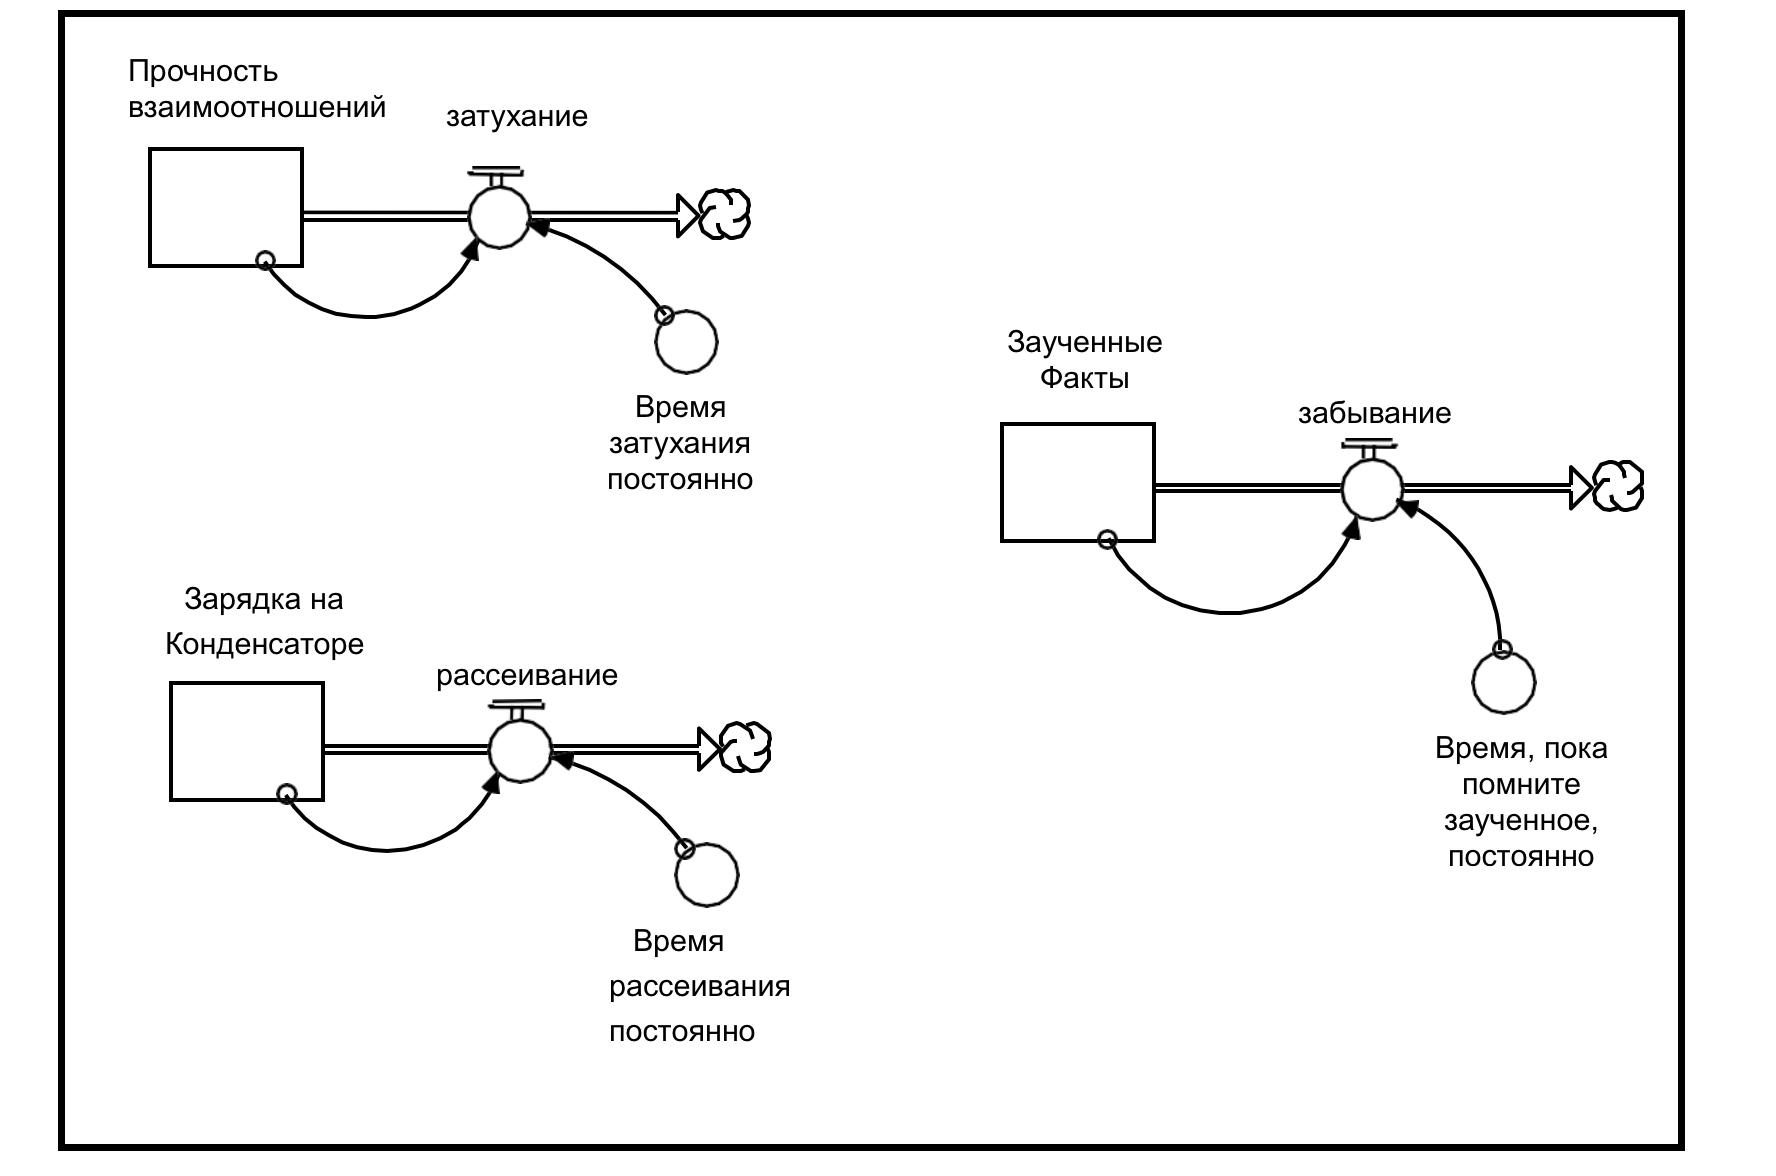 Прочность
взаимоотношений
затухание
Время
затухания
постоянно
Зарядка на
Конденсаторе
рассеивание
Время
рассеивания
постоянно
Заученные
Факты
забывание
Время, пока
помните
заученное,
постоянно